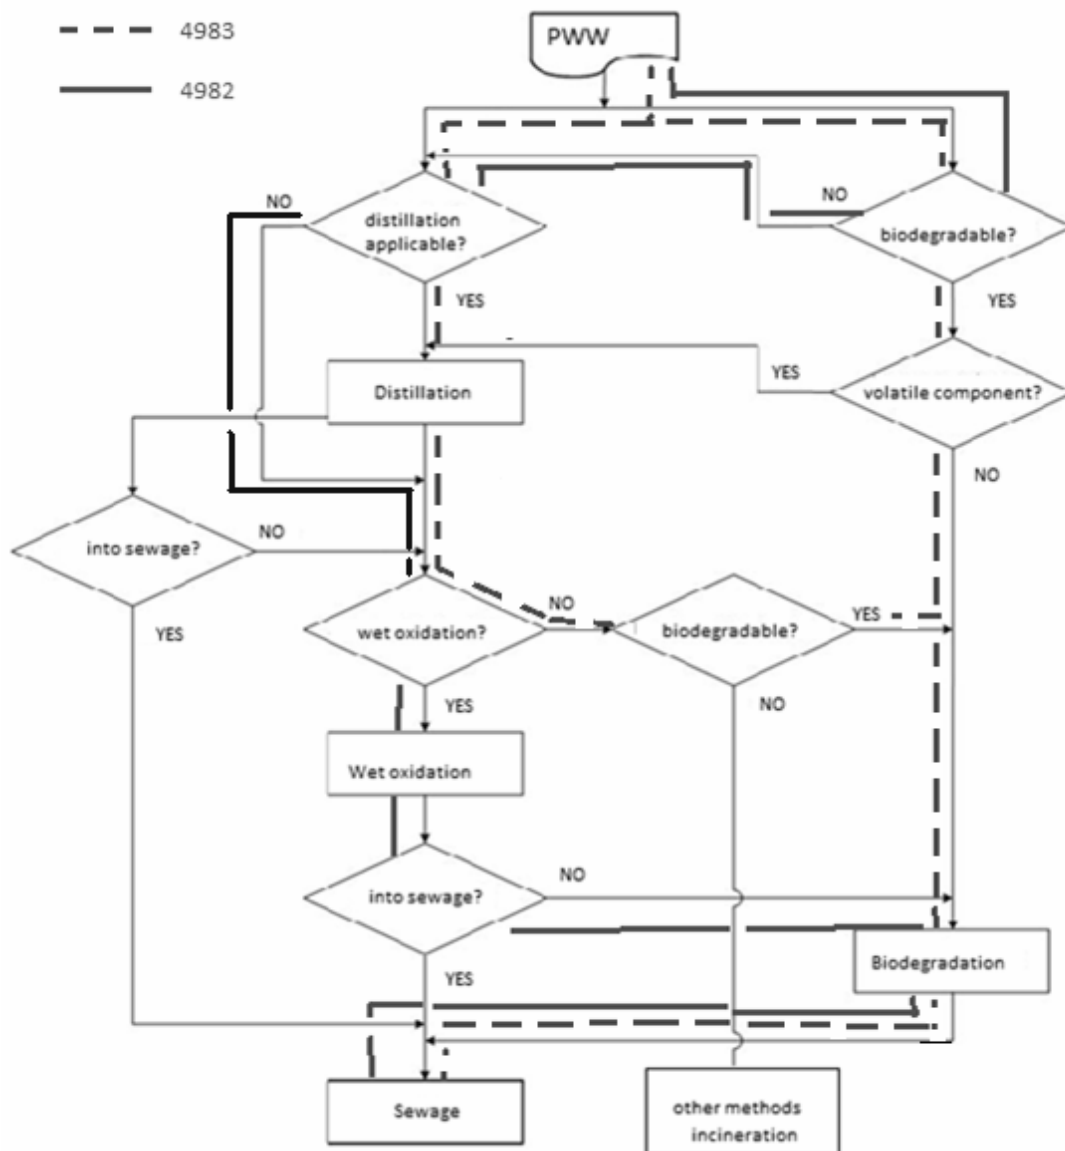 4983
PWW
4982
NO
distillation
applicable?
NO
biodegradable?
YES
YES
Distillation
YES
volatile component?
NO
into sewage?
NO
YES
wet oxidation?
NO
biodegradable?
YES
YES
NO
Wet oxidation
into sewage?
NO
YES
Biodegradation
Sewage
other methods
incineration